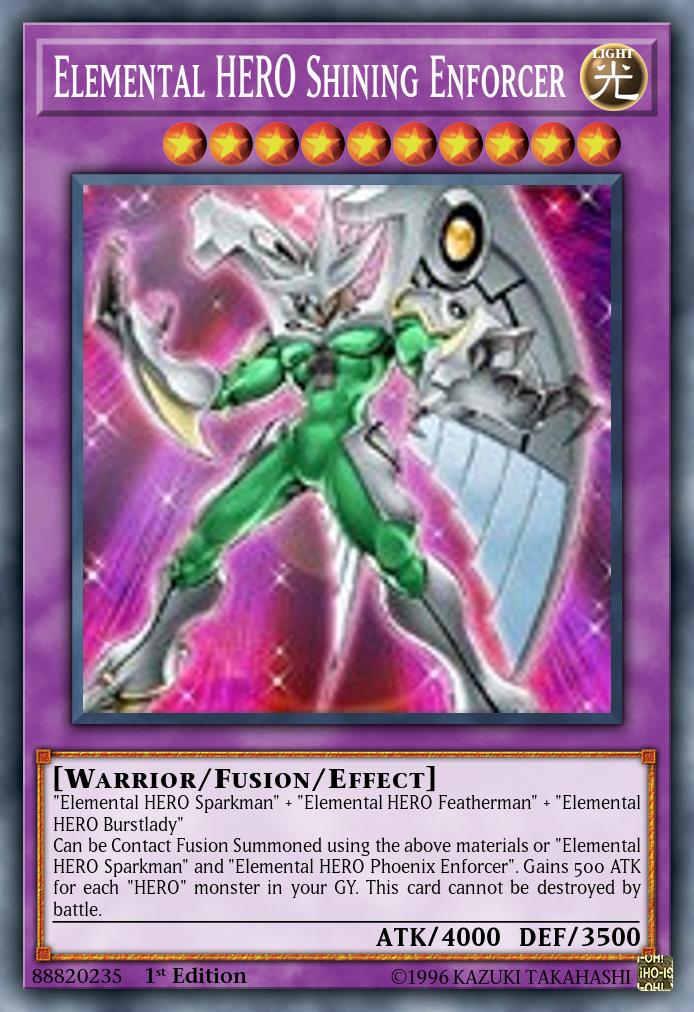 ELEMENTAL HERO SHINING ENFORCER
LIGHT
光
[WARRIOR/FUSION/EFFECT]
"Elemental HERO Sparkman" + "Elemental HERO Featherman" + "Elemental
HERO Burstlady"
Can be Contact Fusion Summoned using the above materials or "Elemental
HERO Sparkman" and "Elemental HERO Phoenix Enforcer". Gains 500 ATK
for each "HERO" monster in your GY. This card cannot be destroyed by
battle.
ATK/4000 DEF/3500
88820235 1st Edition ©1996 KAZUKI TAKAHASHI